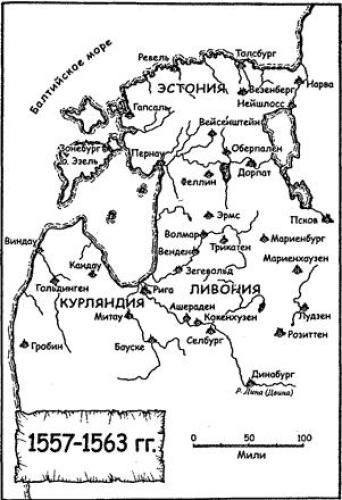 Балтийское море
Ревель
Талсбург
ЭСТОНИЯ
Везенберг
Нарва
Нейшлосс
Гапсаль
Вейсенштейн
Зонебург
о. Эзель
Пернау
Оберпален
Дорпат
Феллин
Псков
Эрмс
Виндау
Волмар
Венден
Трикатен
Мариенбург
Мариенхаузен
Кандау
Зегевольд
Гольдинген
КУРЛЯНДИЯ
Рига
ЛИВОНИЯ
Митау
Ашераден
Кокенхузен
Лудзен
Гробин
Бауске
Селбург
Розиттен
Динабург
р. Дина (Двина)
1557-1563 гг.
0 50 100
Мили